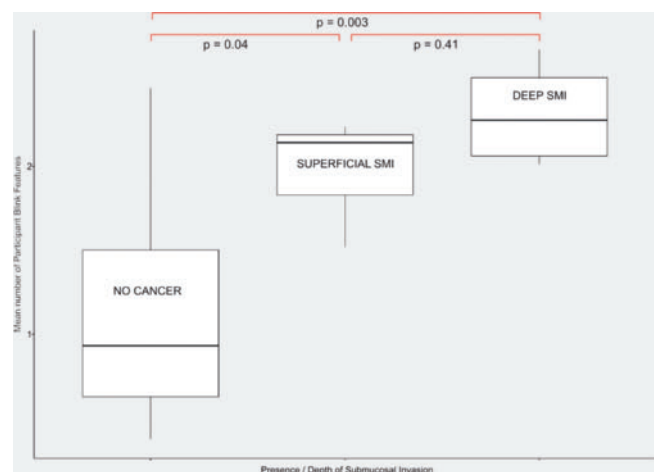 p = 0.003
p = 0.04
p = 0.41
DEEP SMI
SUPERFICIAL SMI
NO CANCER
2
1
Mean number of Participant Blink Features
Presence / Depth of Submucosal Invasion